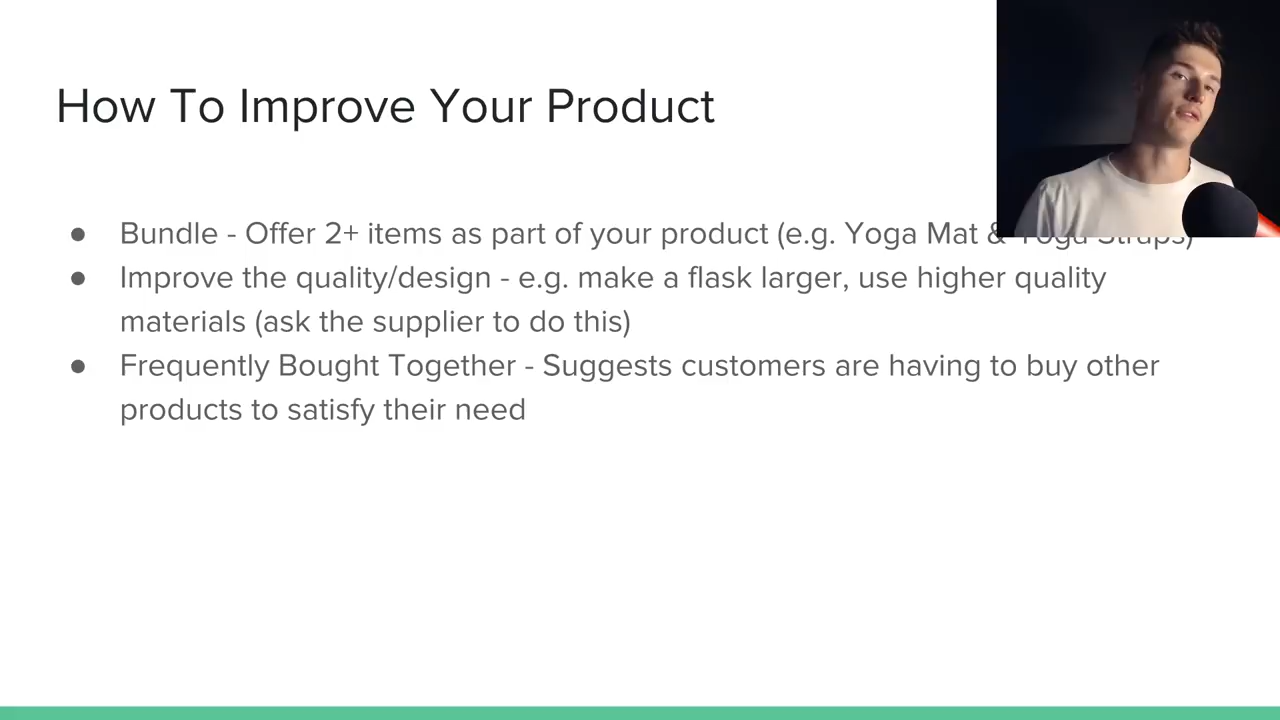 How To Improve Your Product
● Bundle - Offer 2+ items as part of your product (e.g. Yoga Mat & Yoga Straps)
● Improve the quality/design - e.g. make a flask larger, use higher quality
materials (ask the supplier to do this)
● Frequently Bought Together - Suggests customers are having to buy other
products to satisfy their need